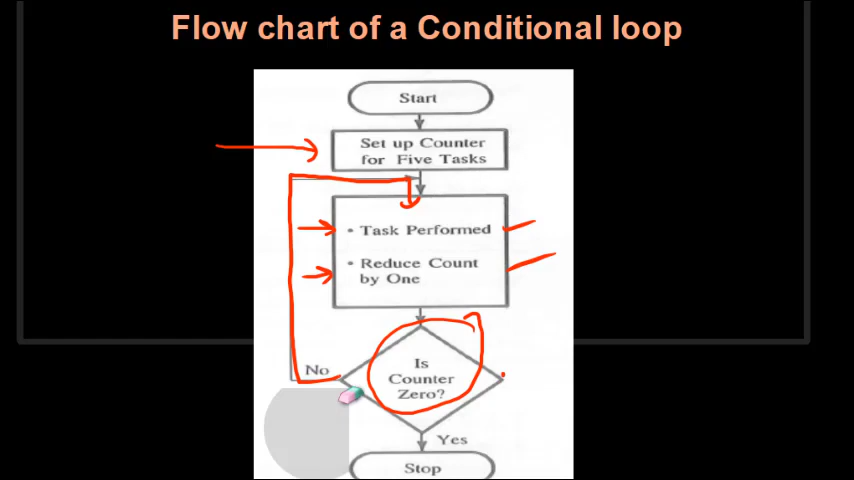 Flow chart of a Conditional loop
Start
Set up Counter
for Five Tasks
• Task Performed
• Reduce Count
by One
Is
Counter
Zero?
No
Yes
Stop